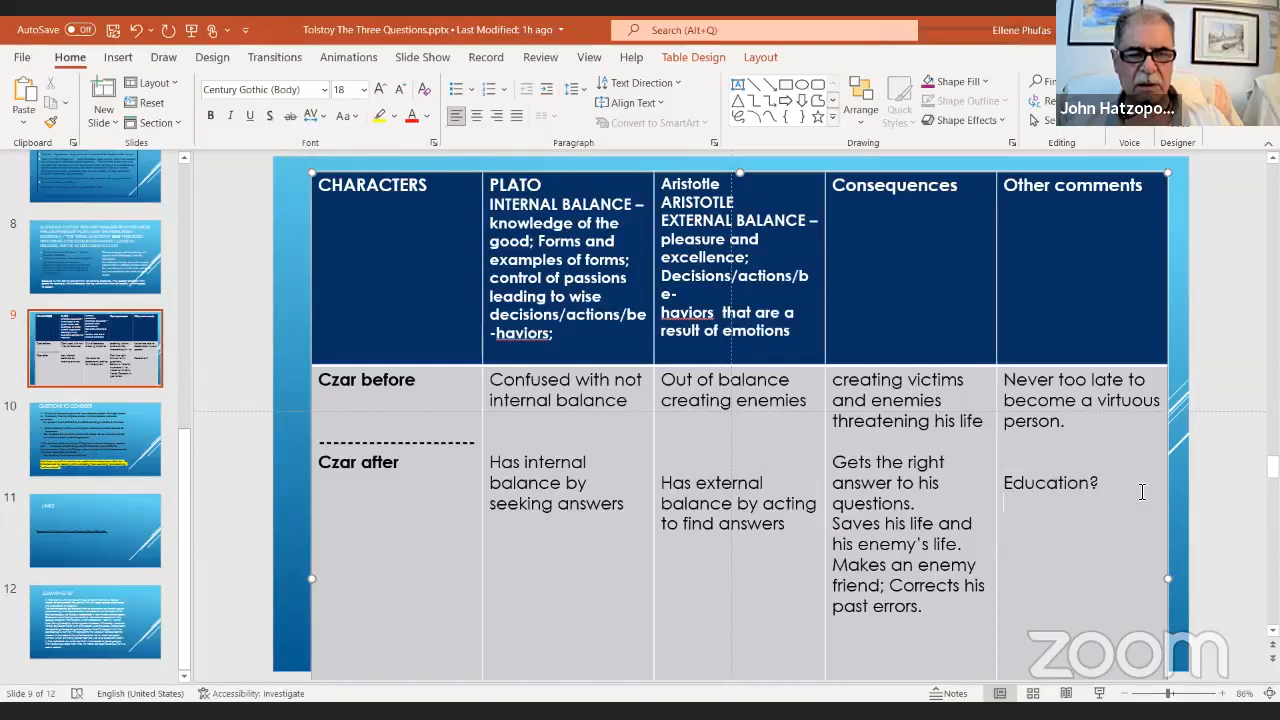 AutoSave Off Tolstoy The Three Questions.pptx • Last Modified: 1h ago Search (Alt+Q) Ellene Phufas
File Home Insert Draw Design Transitions Animations Slide Show Record Review View Help Table Design Layout
Paste
New
Slide
Layout
Reset
Section
Century Gothic (Body) 18
Text Direction
Align Text
Convert to SmartArt
Arrange
Quick
Styles
Shape Fill
Shape Outline
Shape Effects
John Hatzopo...
Clipboard Slides Font Paragraph Drawing Editing Voice Designer
8
9
10
QUESTIONS TO CONSIDER
11
LINKS
12
SUMMING UP
CHARACTERS
PLATO
INTERNAL BALANCE –
knowledge of the
good; Forms and
examples of forms;
control of passions
leading to wise
decisions/actions/be
-haviors;
Aristotle
ARISTOTLE
EXTERNAL BALANCE –
pleasure and
excellence;
Decisions/actions/b
e-
haviors that are a
result of emotions
Consequences
Other comments
Czar before
--------------------
Czar after
Confused with not
internal balance
Has internal
balance by
seeking answers
Out of balance
creating enemies
Has external
balance by acting
to find answers
creating victims
and enemies
threatening his life
Gets the right
answer to his
questions.
Saves his life and
his enemy's life.
Makes an enemy
friend; Corrects his
past errors.
Never too late to
become a virtuous
person.
Education?
zoom
Slide 9 of 12 English (United States) Accessibility: Investigate Notes 86%